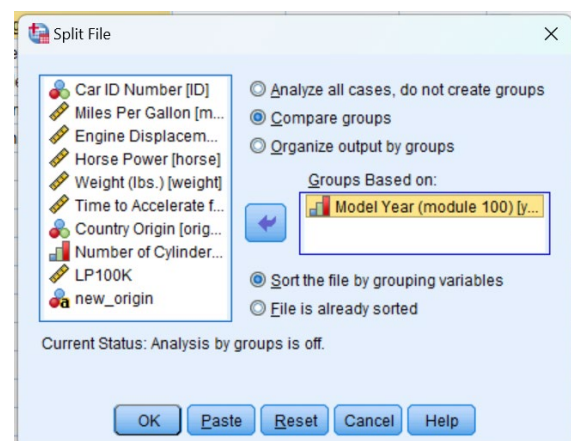 Split File
Car ID Number [ID]
Miles Per Gallon [m...
Engine Displacem...
Horse Power [horse]
Weight (lbs.) [weight]
Time to Accelerate f...
Country Origin [orig...
Number of Cylinder...
LP100K
new_origin
Analyze all cases, do not create groups
Compare groups
Organize output by groups
Groups Based on:
Model Year (module 100) [y...
Sort the file by grouping variables
File is already sorted
Current Status: Analysis by groups is off.
OK Paste Reset Cancel Help